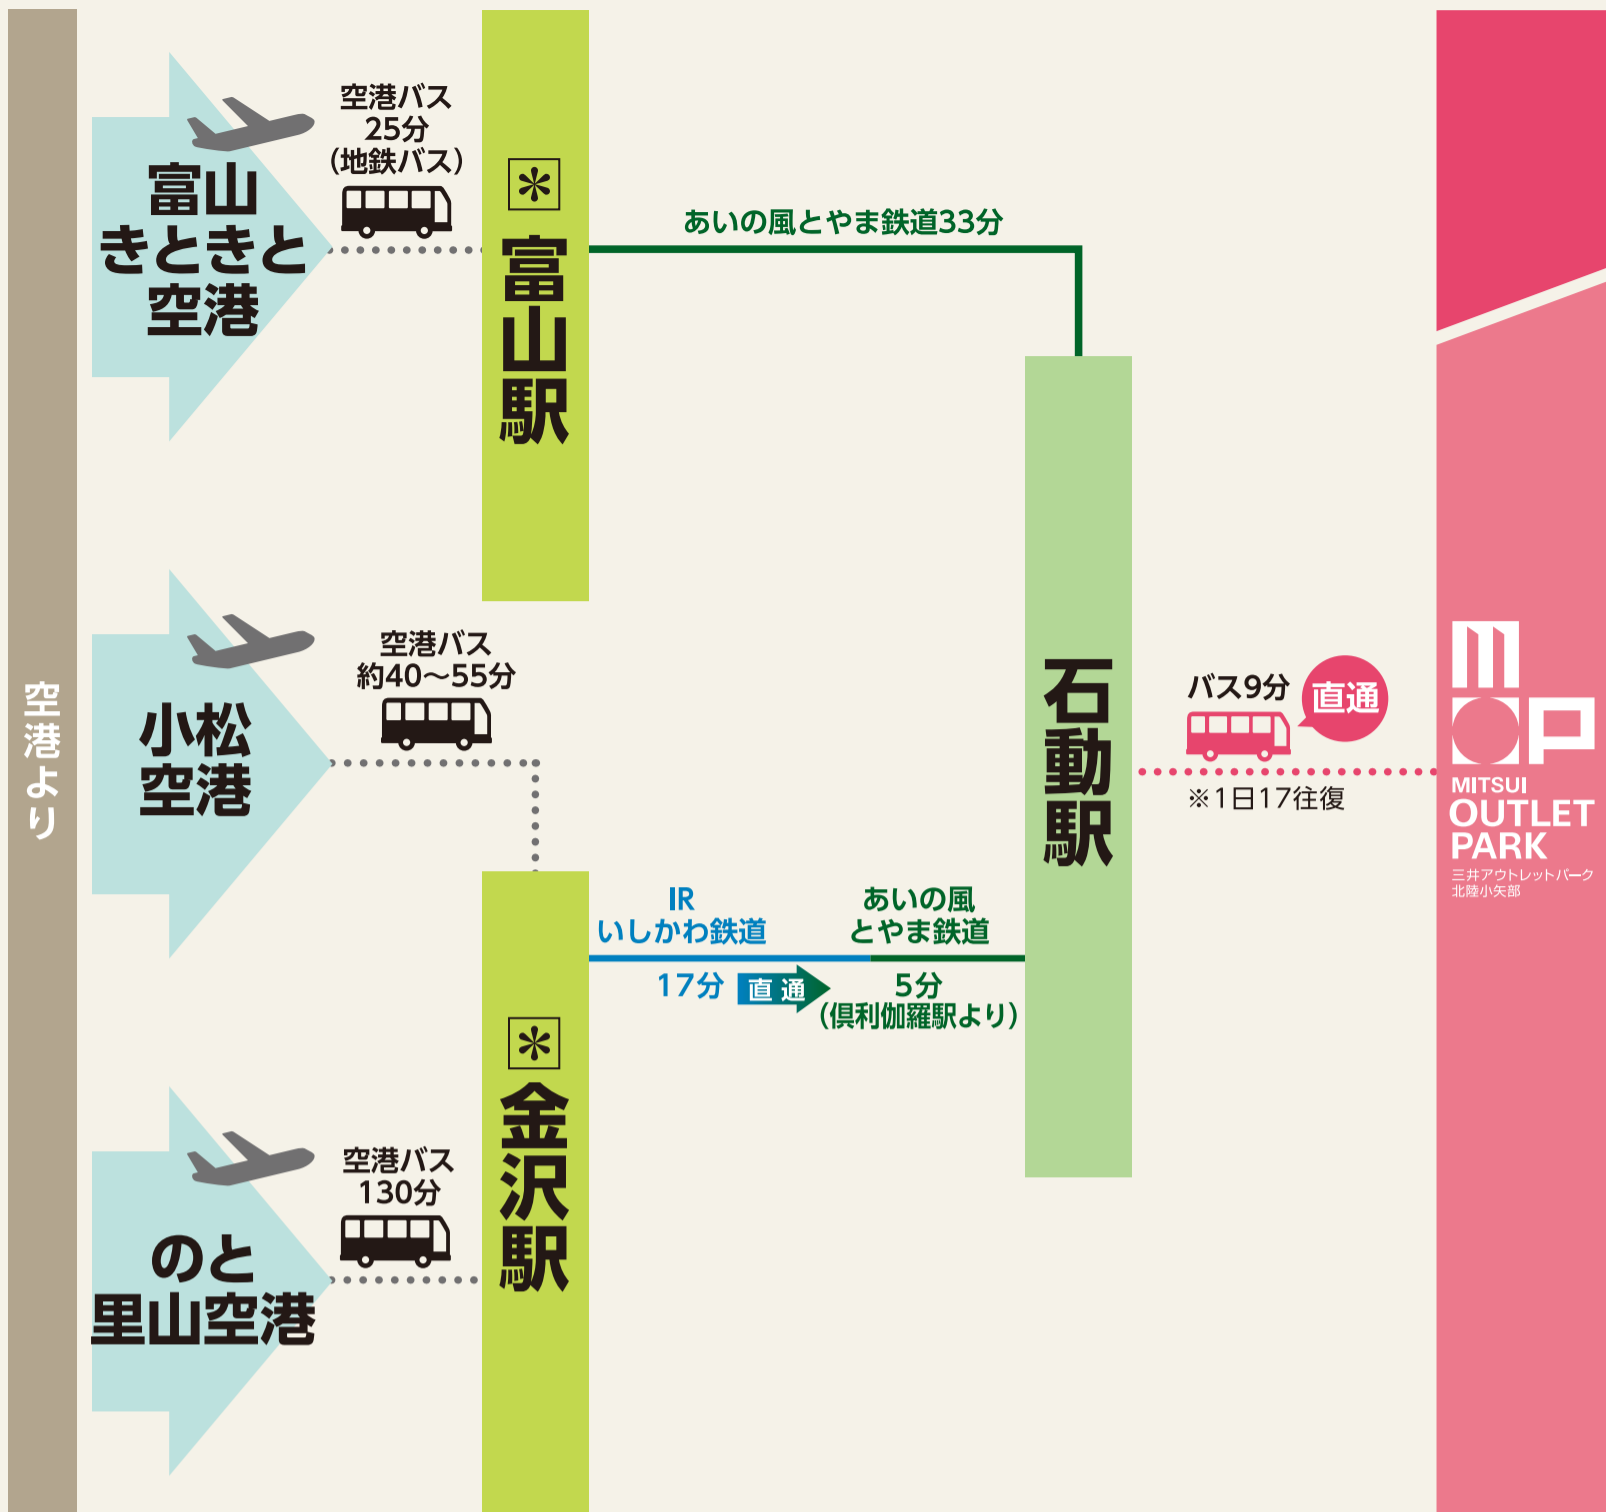 空港より
富山
きときと
空港
空港バス
25分
(地鉄バス)
＊富山駅
あいの風とやま鉄道33分
小松
空港
空港バス
約40～55分
のと
里山空港
空港バス
130分
＊金沢駅
IR
いしかわ鉄道
17分
直通
あいの風
とやま鉄道
5分
(倶利伽羅駅より)
石動駅
バス9分
直通
※1日17往復
MOP
MITSUI
OUTLET
PARK
三井アウトレットパーク
北陸小矢部